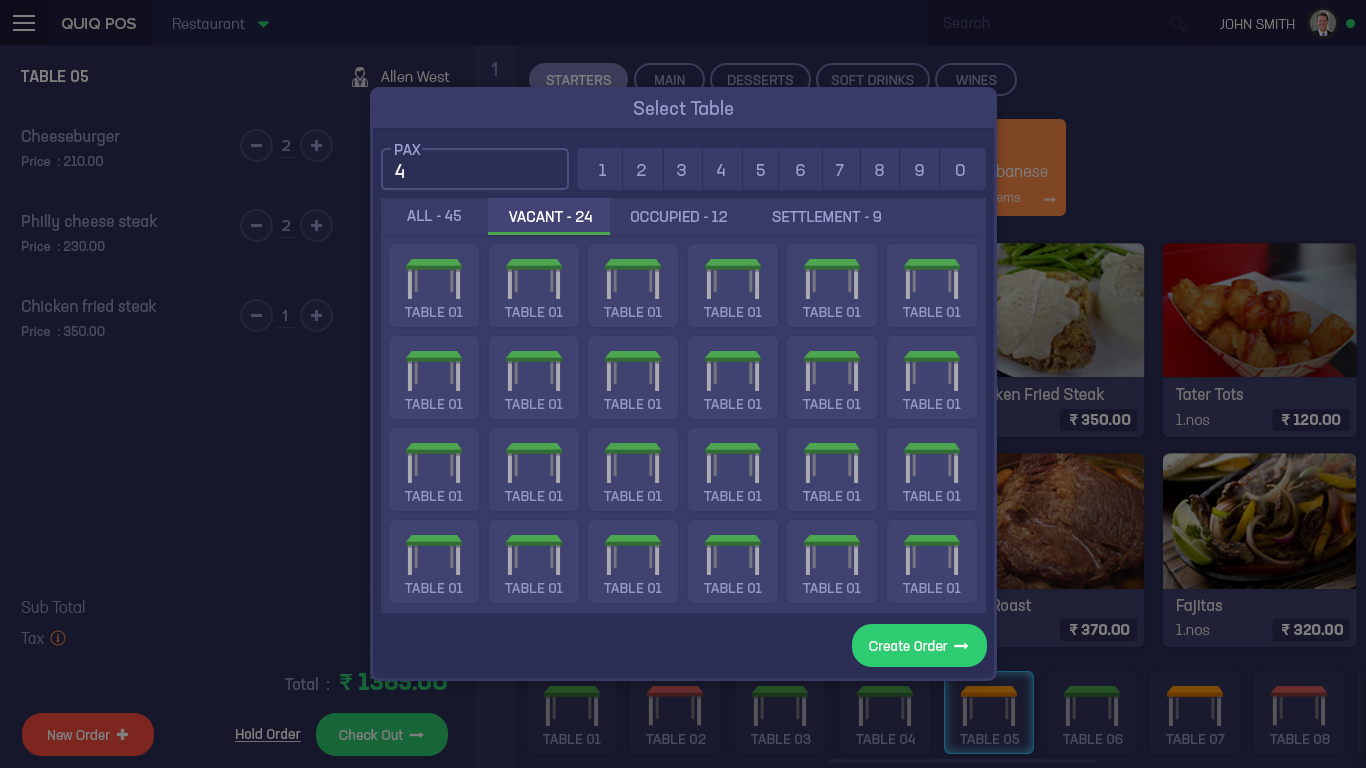 QUIQ POS
Restaurant
Search
JOHN SMITH
TABLE 05
Allen West
1
STARTERS
MAIN
DESSERTS
SOFT DRINKS
WINES
Cheeseburger
Price : 210.00
2
Philly cheese steak
Price : 230.00
2
Chicken fried steak
Price : 350.00
1
Sub Total
Tax
Total :
New Order
Hold Order
Check Out
Select Table
PAX
4
1 2 3 4 5 6 7 8 9 0
ALL - 45
VACANT - 24
OCCUPIED - 12
SETTLEMENT - 9
TABLE 01 TABLE 01 TABLE 01 TABLE 01 TABLE 01 TABLE 01
TABLE 01 TABLE 01 TABLE 01 TABLE 01 TABLE 01 TABLE 01
TABLE 01 TABLE 01 TABLE 01 TABLE 01 TABLE 01 TABLE 01
TABLE 01 TABLE 01 TABLE 01 TABLE 01 TABLE 01 TABLE 01
Create Order
Fried Steak
₹ 350.00
Tater Tots
1.nos
₹ 120.00
Roast
₹ 370.00
Fajitas
1.nos
₹ 320.00
TABLE 01 TABLE 02 TABLE 03 TABLE 04 TABLE 05 TABLE 06 TABLE 07 TABLE 08